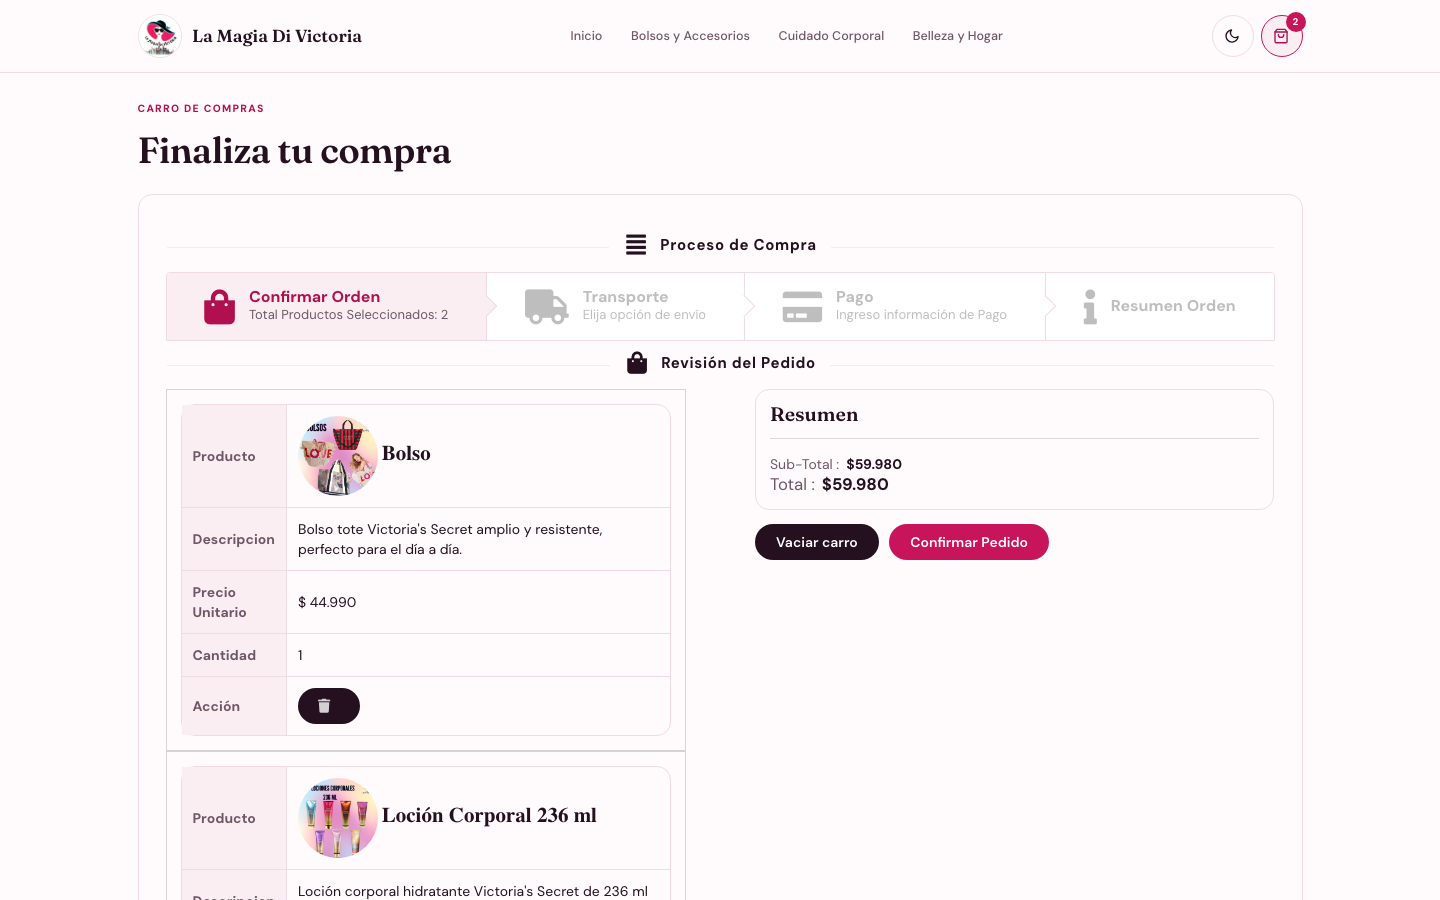 La Magia Di Victoria
Inicio
Bolsos y Accesorios
Cuidado Corporal
Belleza y Hogar
2
CARRO DE COMPRAS
Finaliza tu compra
Proceso de Compra
Confirmar Orden
Total Productos Seleccionados: 2
Transporte
Elija opción de envio
Pago
Ingreso información de Pago
Resumen Orden
Revisión del Pedido
Producto
Bolso
Descripcion
Bolso tote Victoria's Secret amplio y resistente,
perfecto para el día a día.
Precio
Unitario
$ 44.990
Cantidad
1
Acción
Resumen
Sub-Total : $59.980
Total : $59.980
Vaciar carro
Confirmar Pedido
Producto
Loción Corporal 236 ml
Descripcion
Loción corporal hidratante Victoria's Secret de 236 ml